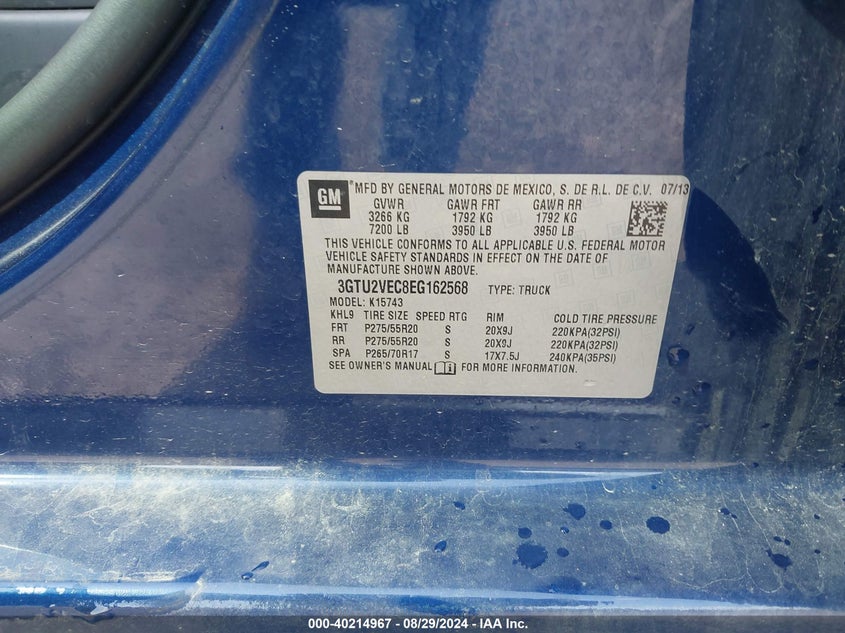 GM
® MFD BY GENERAL MOTORS DE MEXICO, S. DE R.L. DE C.V. 07/13
GVWR GAWR FRT GAWR RR
3266 KG 1792 KG 1792 KG
7200 LB 3950 LB 3950 LB
THIS VEHICLE CONFORMS TO ALL APPLICABLE U.S. FEDERAL MOTOR
VEHICLE SAFETY STANDARDS IN EFFECT ON THE DATE OF
MANUFACTURE SHOWN ABOVE.
3GTU2VEC8EG162568 TYPE: TRUCK
MODEL: K15743
KHL9 TIRE SIZE SPEED RTG RIM COLD TIRE PRESSURE
FRT P275/55R20 S 20X9J 220KPA(32PSI)
RR P275/55R20 S 20X9J 220KPA(32PSI)
SPA P265/70R17 S 17X7.5J 240KPA(35PSI)
SEE OWNER'S MANUAL FOR MORE INFORMATION.
000-40214967 - 08/29/2024 - IAAI.com